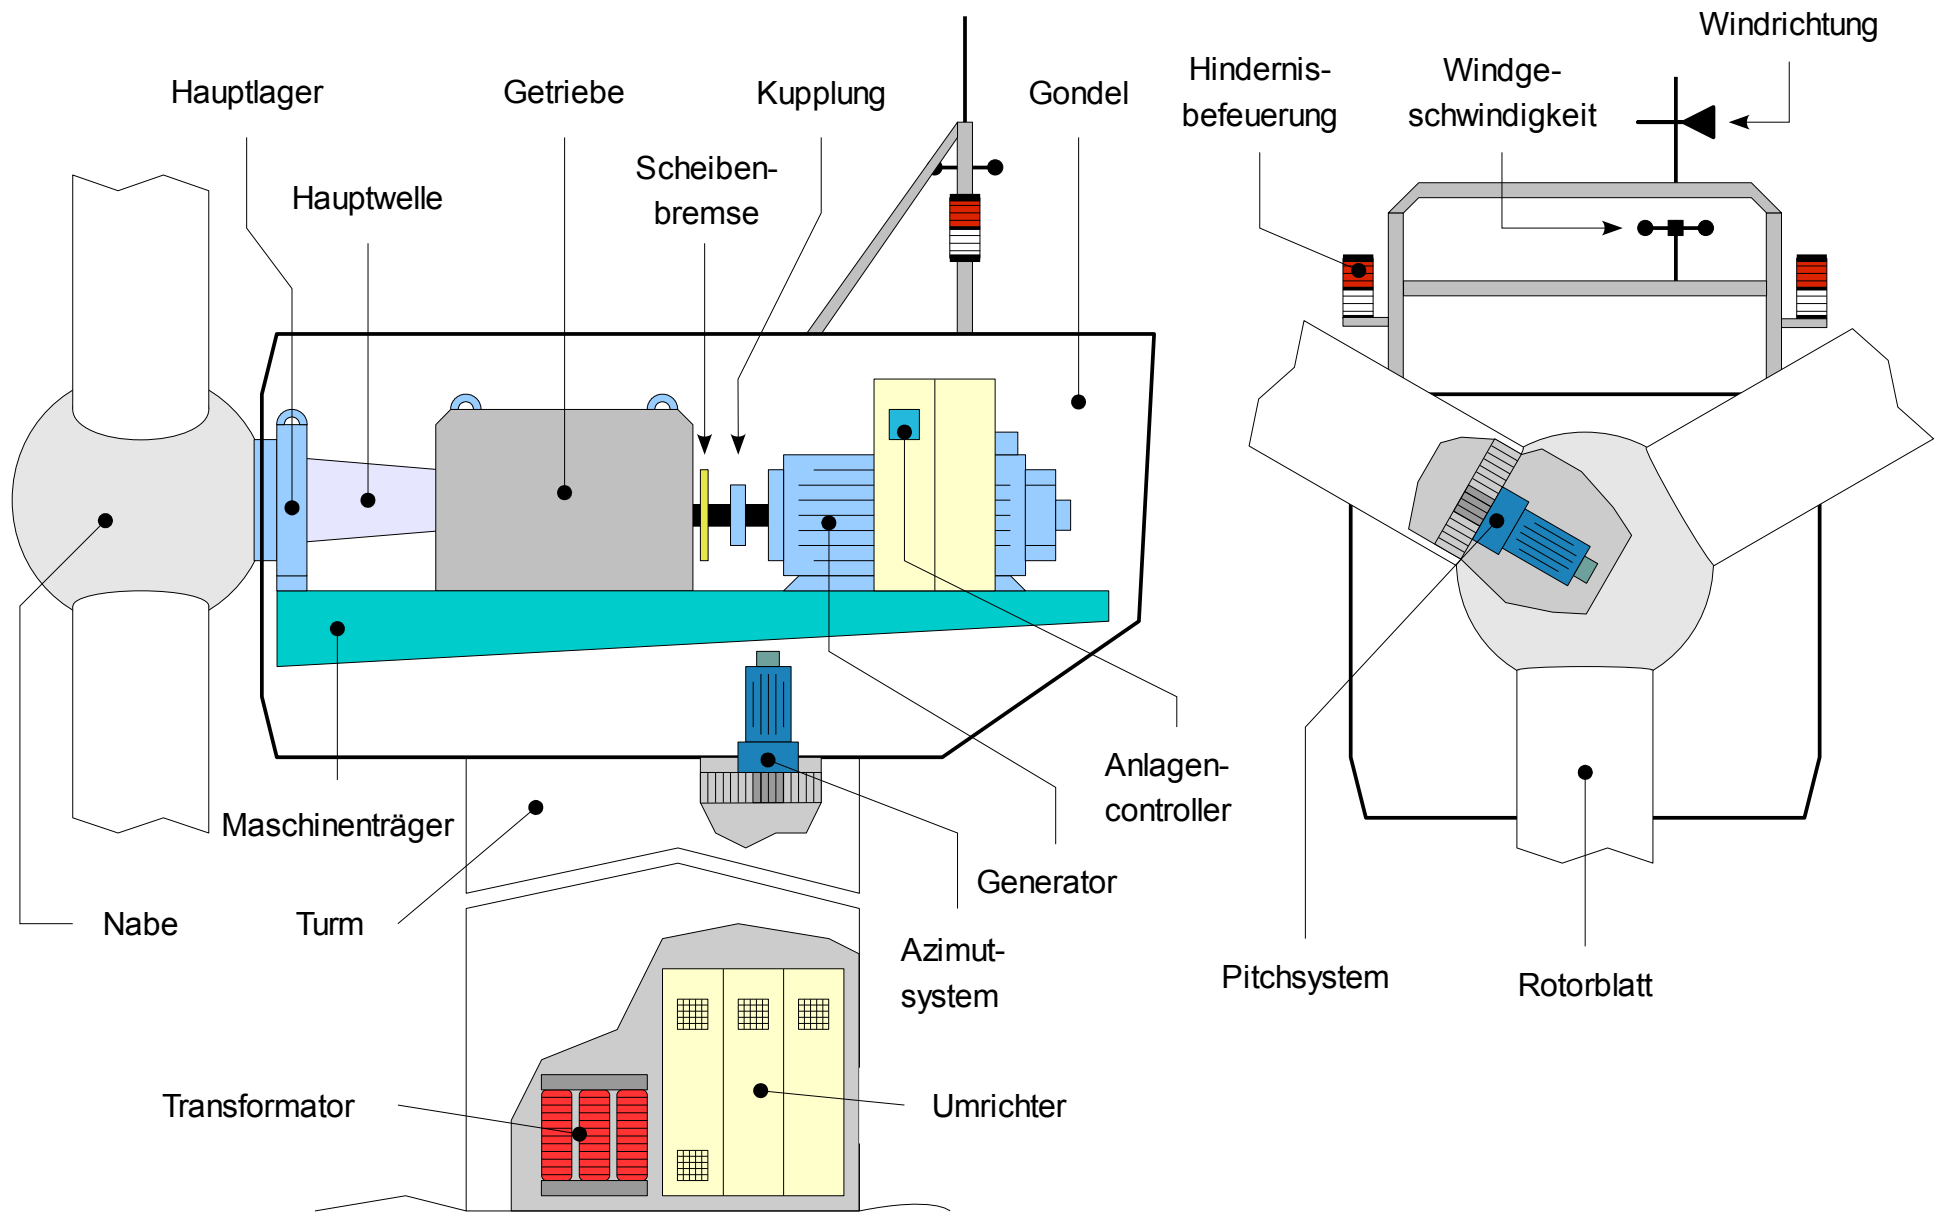 Windrichtung
Hauptlager
Getriebe
Kupplung
Gondel
Hindernis-
befeuerung
Windge-
schwindigkeit
Scheiben-
bremse
Hauptwelle
Maschinenträger
Anlagen-
controller
Generator
Nabe
Turm
Azimut-
system
Pitchsystem
Rotorblatt
Transformator
Umrichter